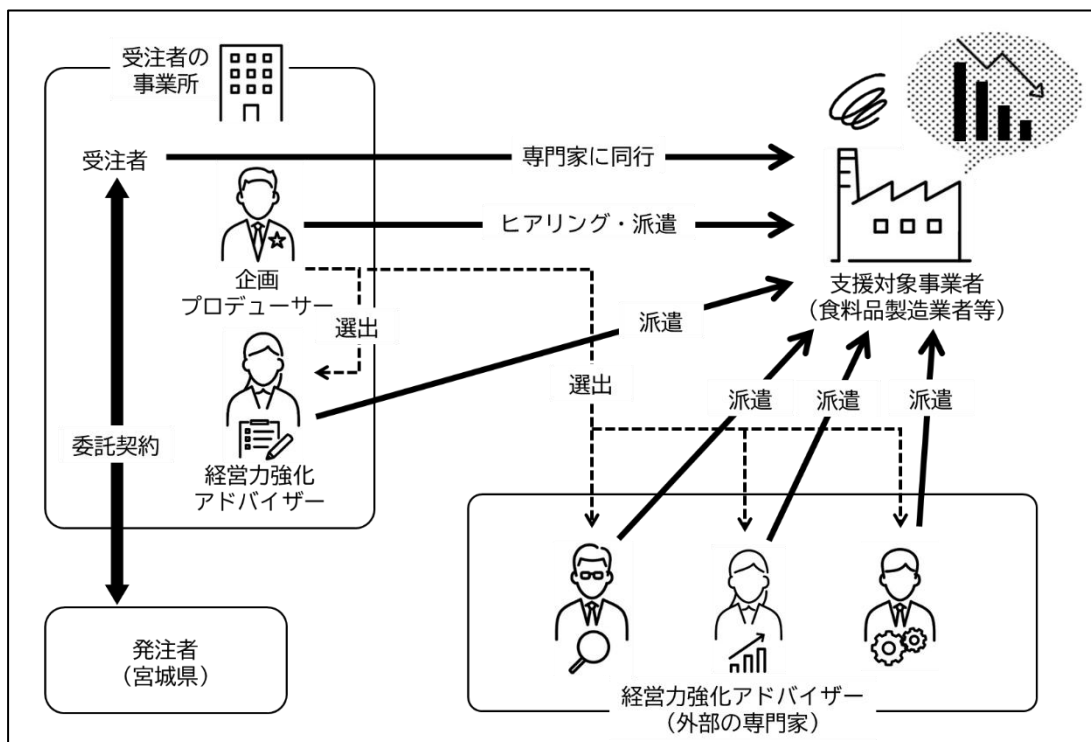 受注者の
事業所
受注者
専門家に同行
ヒアリング・派遣
企画
プロデューサー
選出
派遣
経営力強化
アドバイザー
委託契約
発注者
（宮城県）
支援対象事業者
（食料品製造業者等）
選出
派遣
派遣
派遣
経営力強化アドバイザー
（外部の専門家）